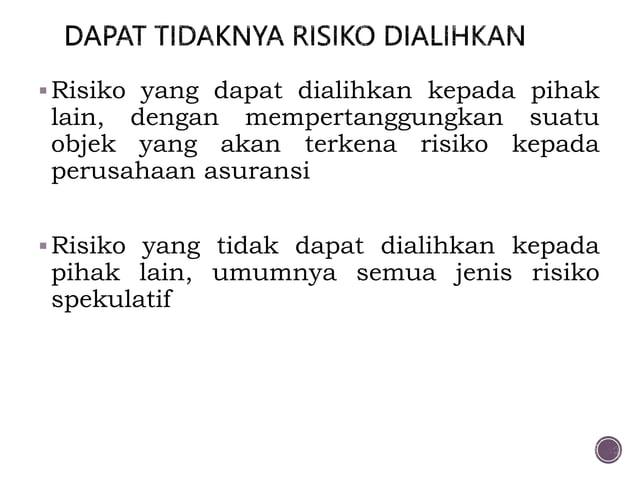 DAPAT TIDAKNYA RISIKO DIALIHKAN
▪ Risiko yang dapat dialihkan kepada pihak
lain, dengan mempertanggungkan suatu
objek yang akan terkena risiko kepada
perusahaan asuransi
▪ Risiko yang tidak dapat dialihkan kepada
pihak lain, umumnya semua jenis risiko
spekulatif